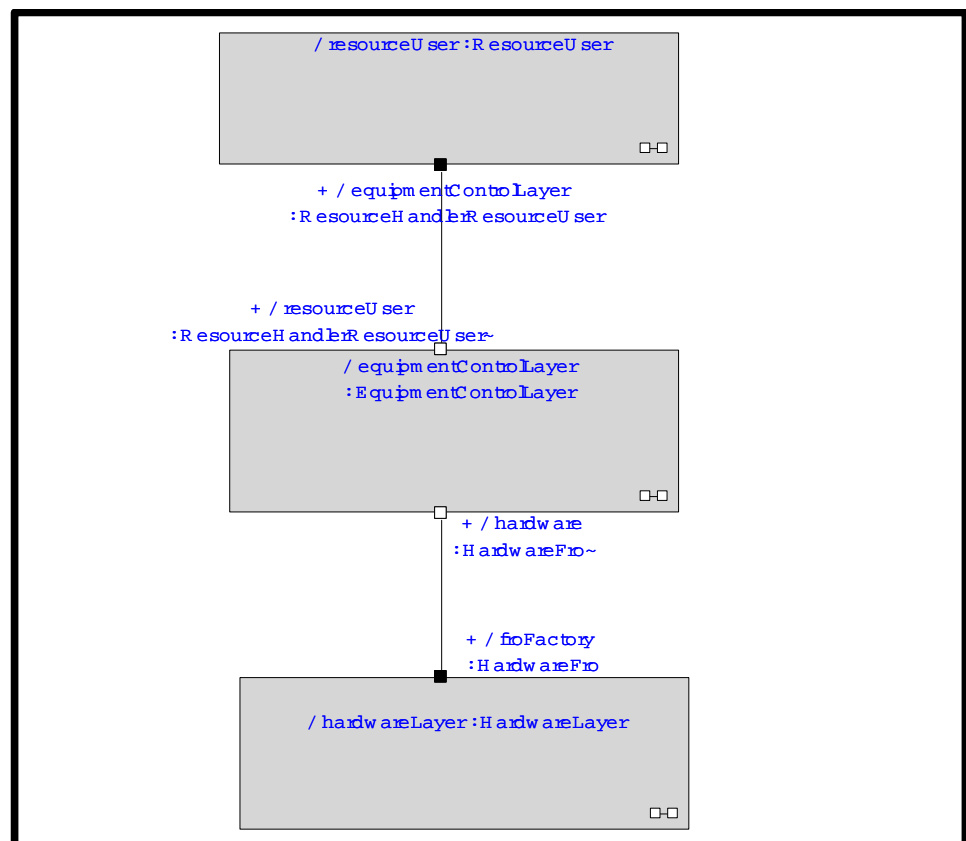 / resourceUser:ResourceUser
+ / equipmentControlLayer
:ResourceHandlerResourceUser
+ / resourceUser
:ResourceHandlerResourceUser~
/ equipmentControlLayer
:EquipmentControlLayer
+ / hardware
:HardwareFro~
+ / froFactory
:HardwareFro
/ hardwareLayer:HardwareLayer